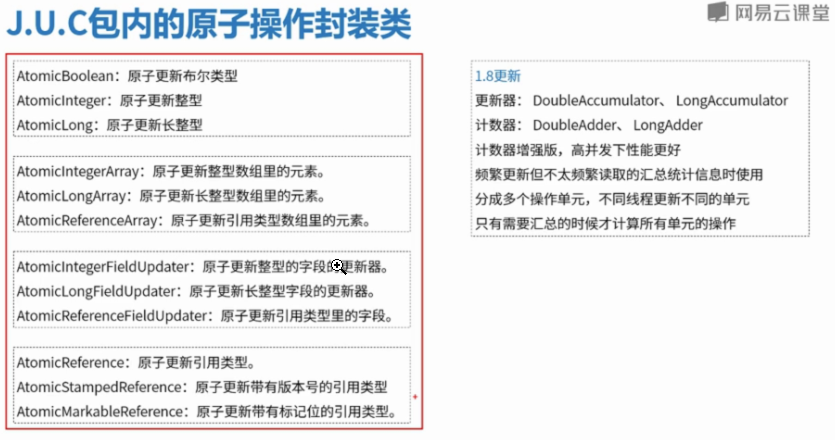 J.U.C包内的原子操作封装类
网易云课堂
AtomicBoolean：原子更新布尔类型
AtomicInteger：原子更新整型
AtomicLong：原子更新长整型
AtomicIntegerArray：原子更新整型数组里的元素。
AtomicLongArray：原子更新长整型数组里的元素。
AtomicReferenceArray：原子更新引用类型数组里的元素。
AtomicIntegerFieldUpdater：原子更新整型的字段的更新器。
AtomicLongFieldUpdater：原子更新长整型字段的更新器。
AtomicReferenceFieldUpdater：原子更新引用类型里的字段。
AtomicReference：原子更新引用类型。
AtomicStampedReference：原子更新带有版本号的引用类型
AtomicMarkableReference：原子更新带有标记位的引用类型。
1.8更新
更新器： DoubleAccumulator、 LongAccumulator
计数器： DoubleAdder、 LongAdder
计数器增强版，高并发下性能更好
频繁更新但不太频繁读取的汇总统计信息时使用
分成多个操作单元，不同线程更新不同的单元
只有需要汇总的时候才计算所有单元的操作